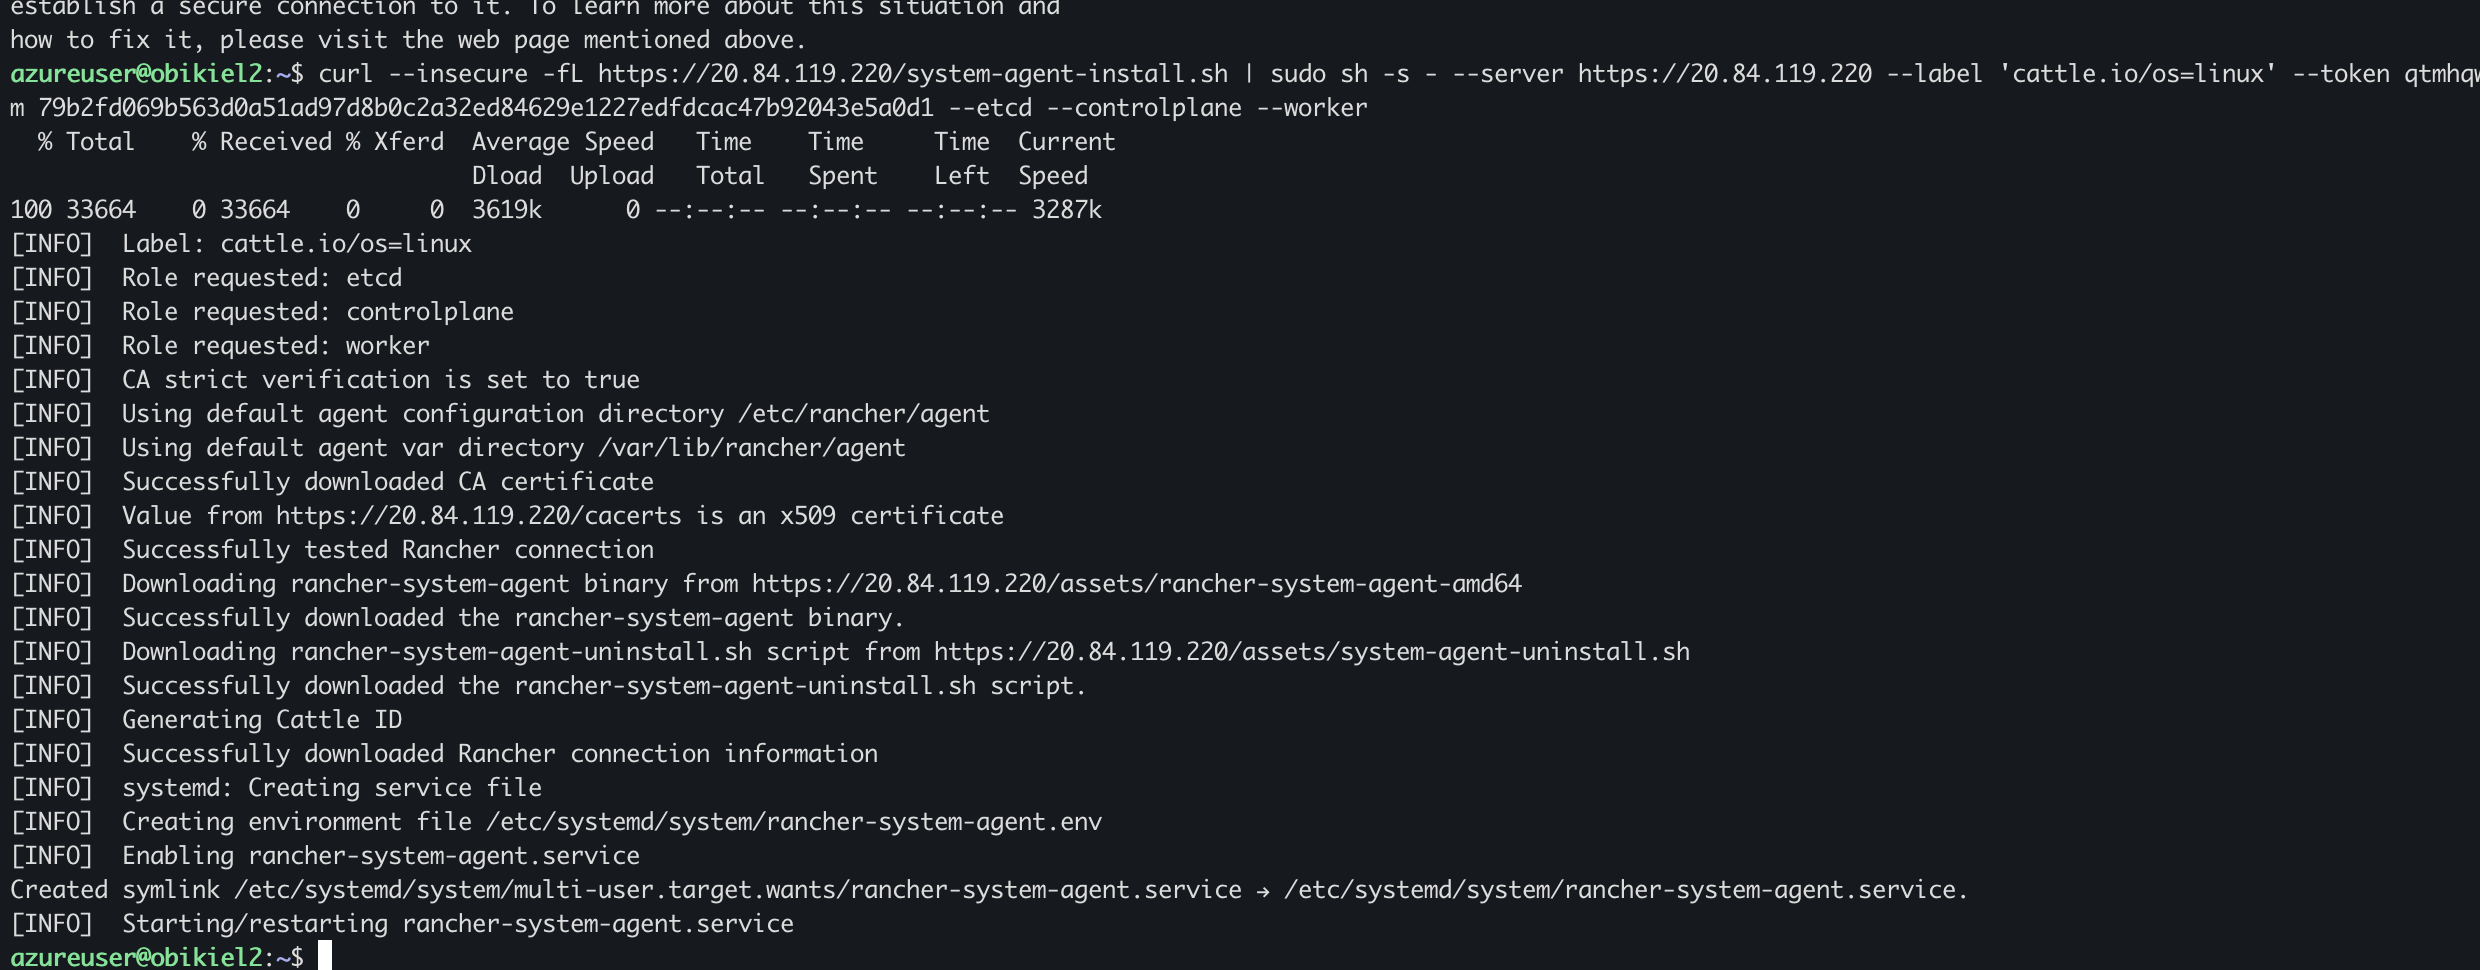 establish a secure connection to it. To learn more about this situation and
how to fix it, please visit the web page mentioned above.
azureuser@obikiel2:~$ curl --insecure -fL https://20.84.119.220/system-agent-install.sh | sudo sh -s - --server https://20.84.119.220 --label 'cattle.io/os=linux' --token qtmhqw
m 79b2fd069b563d0a51ad97d8b0c2a32ed84629e1227edfdcac47b92043e5a0d1 --etcd --controlplane --worker
% Total % Received % Xferd Average Speed Time Time Time Current
Dload Upload Total Spent Left Speed
100 33664 0 33664 0 0 3619k 0 --:--:-- --:--:-- --:--:-- 3287k
[INFO] Label: cattle.io/os=linux
[INFO] Role requested: etcd
[INFO] Role requested: controlplane
[INFO] Role requested: worker
[INFO] CA strict verification is set to true
[INFO] Using default agent configuration directory /etc/rancher/agent
[INFO] Using default agent var directory /var/lib/rancher/agent
[INFO] Successfully downloaded CA certificate
[INFO] Value from https://20.84.119.220/cacerts is an x509 certificate
[INFO] Successfully tested Rancher connection
[INFO] Downloading rancher-system-agent binary from https://20.84.119.220/assets/rancher-system-agent-amd64
[INFO] Successfully downloaded the rancher-system-agent binary.
[INFO] Downloading rancher-system-agent-uninstall.sh script from https://20.84.119.220/assets/system-agent-uninstall.sh
[INFO] Successfully downloaded the rancher-system-agent-uninstall.sh script.
[INFO] Generating Cattle ID
[INFO] Successfully downloaded Rancher connection information
[INFO] systemd: Creating service file
[INFO] Creating environment file /etc/systemd/system/rancher-system-agent.env
[INFO] Enabling rancher-system-agent.service
Created symlink /etc/systemd/system/multi-user.target.wants/rancher-system-agent.service → /etc/systemd/system/rancher-system-agent.service.
[INFO] Starting/restarting rancher-system-agent.service
azureuser@obikiel2:~$